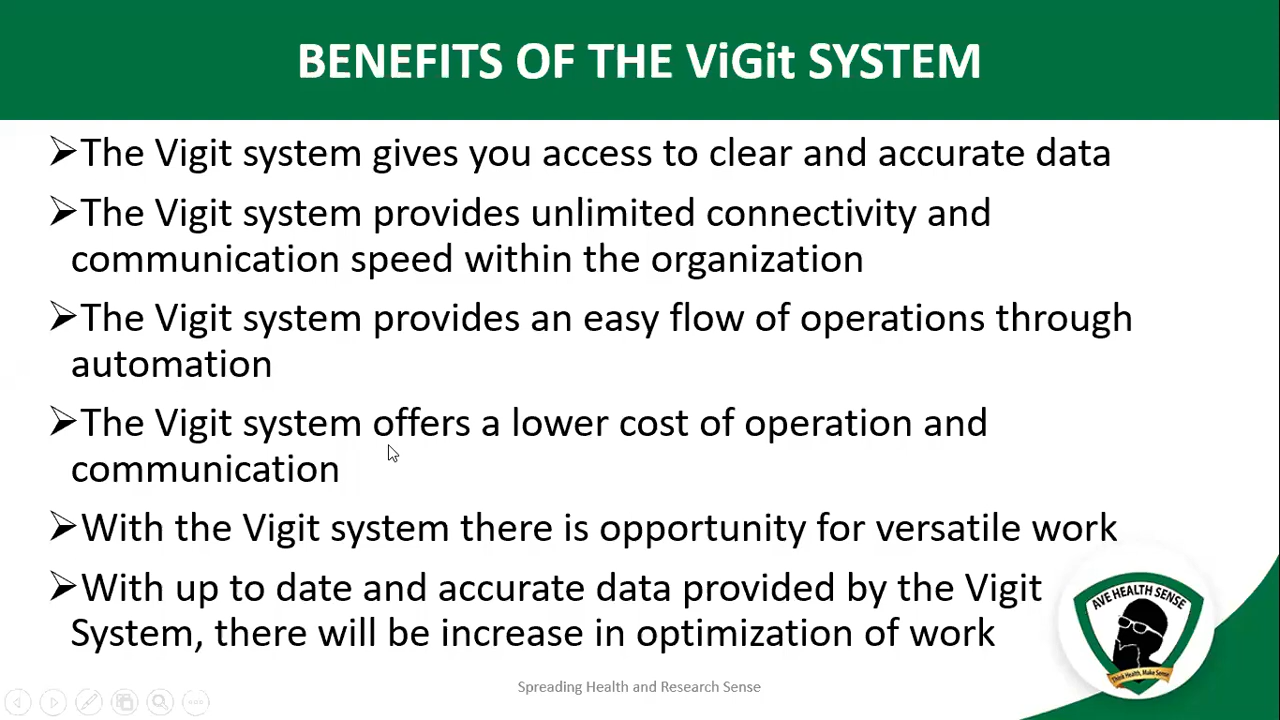 BENEFITS OF THE ViGit SYSTEM
➢The Vigit system gives you access to clear and accurate data
➢The Vigit system provides unlimited connectivity and
communication speed within the organization
➢The Vigit system provides an easy flow of operations through
automation
➢The Vigit system offers a lower cost of operation and
communication
➢With the Vigit system there is opportunity for versatile work
➢With up to date and accurate data provided by the Vigit
System, there will be increase in optimization of work
AVE HEALTH SENSE
Think Health, Make Sense
Spreading Health and Research Sense